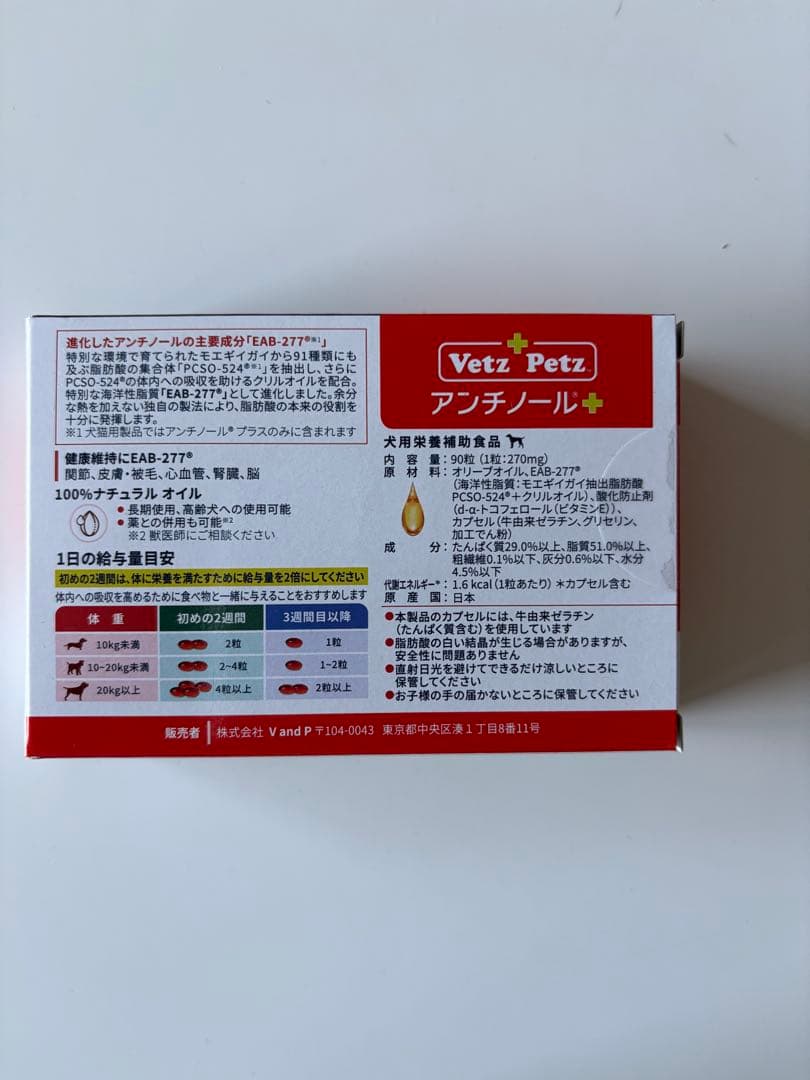 進化したアンチノールの主要成分「EAB-277®※1」
特別な環境で育てられたモエギイガイから91種類にも
及ぶ脂肪酸の集合体「PCSO-524®※1」を抽出し、さらに
PCSO-524®の体内への吸収を助けるクリルオイルを配合。
特別な海洋性脂質「EAB-277®」として進化しました。余分
な熱を加えない独自の製法により、脂肪酸の本来の役割を
十分に発揮します。
※1 犬猫用製品ではアンチノール® プラスのみに含まれます
健康維持にEAB-277®
関節、皮膚・被毛、心血管、腎臓、脳
100%ナチュラル オイル
● 長期使用、高齢犬への使用可能
● 薬との併用も可能※2
※2 獣医師にご相談ください
1日の給与量目安
初めの2週間は、体に栄養を満たすために給与量を2倍にしてください
体内への吸収を高めるために食べ物と一緒に与えることをおすすめします
体 重 初めの2週間 3週間目以降
10kg未満 2粒 1粒
10~20kg未満 2~4粒 1~2粒
20kg以上 4粒以上 2粒以上
Vetz Petz™
アンチノール®+
犬用栄養補助食品
内 容 量：90粒（1粒：270mg）
原 材 料：オリーブオイル、EAB-277®
（海洋性脂質：モエギイガイ抽出脂肪酸
PCSO-524®＋クリルオイル）、酸化防止剤
（d-α-トコフェロール（ビタミンE））、
カプセル（牛由来ゼラチン、グリセリン、
加工でん粉）
成 分：たんぱく質29.0%以上、脂質51.0%以上、
粗繊維0.1%以下、灰分0.6%以下、水分
4.5%以下
代謝エネルギー*：1.6 kcal（1粒あたり）＊カプセル含む
原 産 国：日本
●本製品のカプセルには、牛由来ゼラチン
（たんぱく質含む）を使用しています
●脂肪酸の白い結晶が生じる場合がありますが、
安全性に問題ありません
●直射日光を避けてできるだけ涼しいところに
保管してください
●お子様の手の届かないところに保管してください
販売者 株式会社 V and P 〒104-0043 東京都中央区湊1丁目8番11号